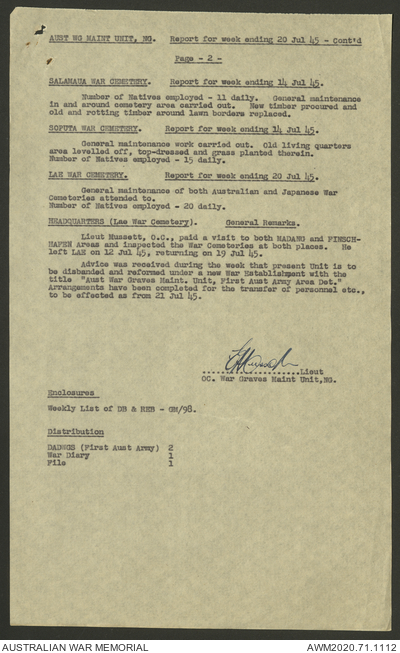 AUST WG MAINT UNIT, NG. Report for week ending 20 Jul 45 - Cont'd
Page - 2 -
SALAMAUA WAR CEMETERY. Report for week ending 14 Jul 45.
Number of Natives employed - 11 daily. General maintenance
in and around cemetery area carried out. New timber procured and
old and rotting timber around lawn borders replaced.
SOPUTA WAR CEMETERY. Report for week ending 14 Jul 45.
General maintenance work carried out. Old living quarters
area levelled off, top-dressed and grass planted therein.
Number of Natives employed - 15 daily.
LAE WAR CEMETERY. Report for week ending 20 Jul 45.
General maintenance of both Australian and Japanese War
Cemeteries attended to.
Number of Natives employed - 20 daily.
HEADQUARTERS (Lae War Cemetery). General Remarks.
Lieut Mussett, O.C., paid a visit to both MADANG and FINSCH-
HAFEN Areas and inspected the War Cemeteries at both places. He
left LAE on 12 Jul 45, returning on 19 Jul 45.
Advice was received during the week that present Unit is to
be disbanded and reformed under a new War Establishment with the
title "Aust War Graves Maint. Unit, First Aust Army Area Det."
Arrangements have been completed for the transfer of personnel etc.,
to be effected as from 21 Jul 45.
....................Lieut
OC. War Graves Maint Unit,NG.
Enclosures
Weekly List of DB & REB - GM/98.
Distribution
DADWGS (First Aust Army) 2
War Diary 1
File 1
AUSTRALIAN WAR MEMORIAL AWM2020.71.1112